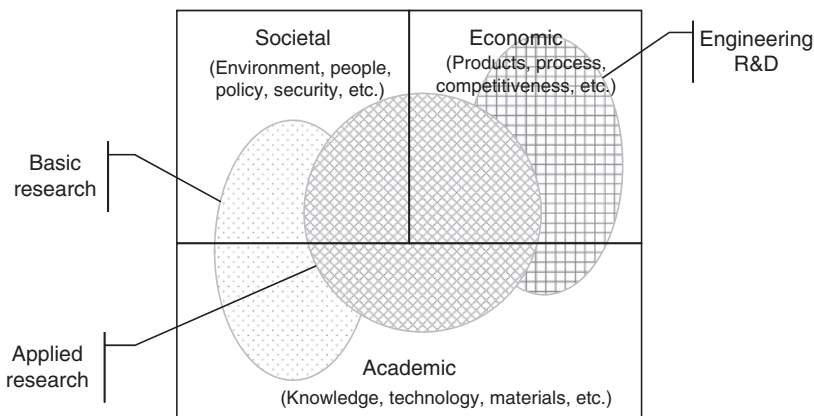 Societal
(Environment, people,
policy, security, etc.)
Economic
(Products, process,
competitiveness, etc.)
Engineering
R&D
Basic
research
Applied
research
Academic
(Knowledge, technology, materials, etc.)